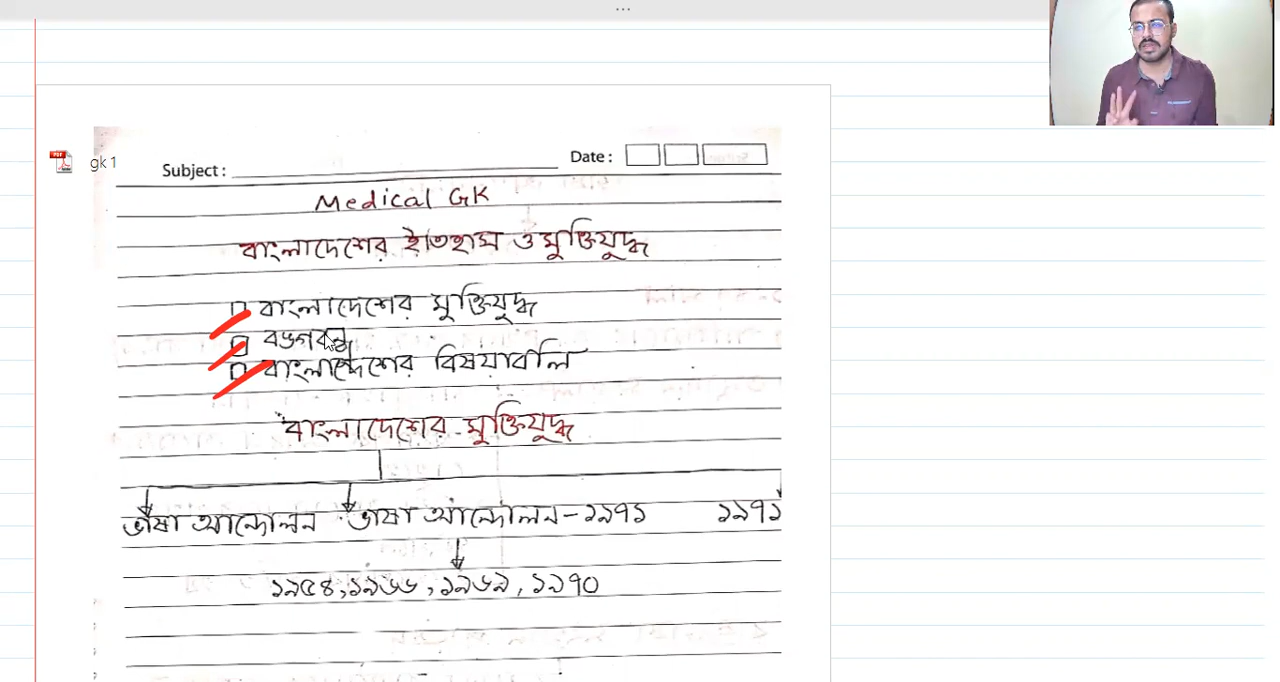 gk 1
Subject :
Date :
Medical GK
বাংলাদেশের ইতিহাস ও মুক্তিযুদ্ধ
বাংলাদেশের মুক্তিযুদ্ধ
বঙ্গবন্ধু
বাংলাদেশের বিষয়াবলি
বাংলাদেশের মুক্তিযুদ্ধ
ভাষা আন্দোলন ভাষা আন্দোলন-১৯৭১ ১৯৭১
১৯৫৪, ১৯৬৬, ১৯৬৯, ১৯৭০